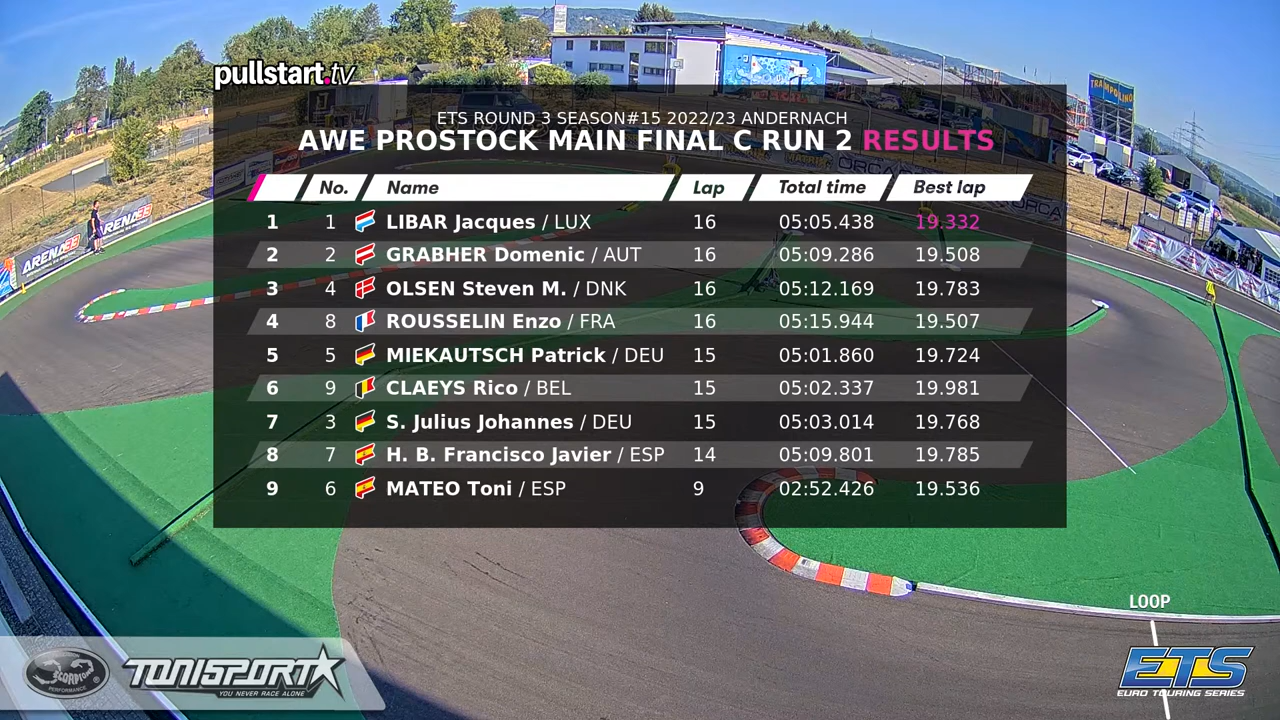 pullstart.tv
ETS ROUND 3 SEASON#15 2022/23 ANDERNACH
AWE PROSTOCK MAIN FINAL C RUN 2 RESULTS
No. Name Lap Total time Best lap
1 1 LIBAR Jacques / LUX 16 05:05.438 19.332
2 2 GRABHER Domenic / AUT 16 05:09.286 19.508
3 4 OLSEN Steven M. / DNK 16 05:12.169 19.783
4 8 ROUSSELIN Enzo / FRA 16 05:15.944 19.507
5 5 MIEKAUTSCH Patrick / DEU 15 05:01.860 19.724
6 9 CLAEYS Rico / BEL 15 05:02.337 19.981
7 3 S. Julius Johannes / DEU 15 05:03.014 19.768
8 7 H. B. Francisco Javier / ESP 14 05:09.801 19.785
9 6 MATEO Toni / ESP 9 02:52.426 19.536
TRAMPOLINO
ARENA
ARENA
ORCA
ORCA
LOOP
SCORPION
PERFORMANCE
TONISPORT
YOU NEVER RACE ALONE
ETS
EURO TOURING SERIES